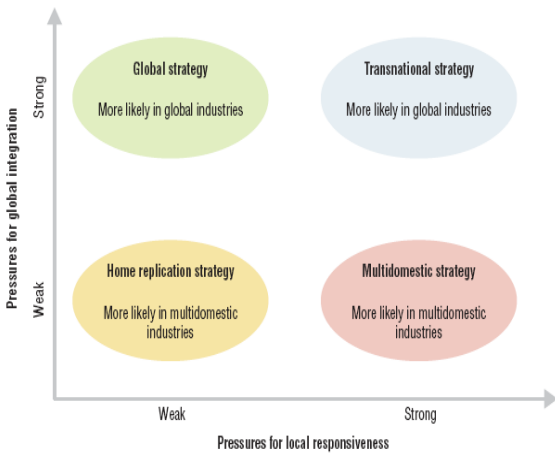 Global strategy
More likely in global industries
Transnational strategy
More likely in global industries
Home replication strategy
More likely in multidomestic
industries
Multidomestic strategy
More likely in multidomestic
industries
Pressures for global integration
Strong
Weak
Weak
Strong
Pressures for local responsiveness